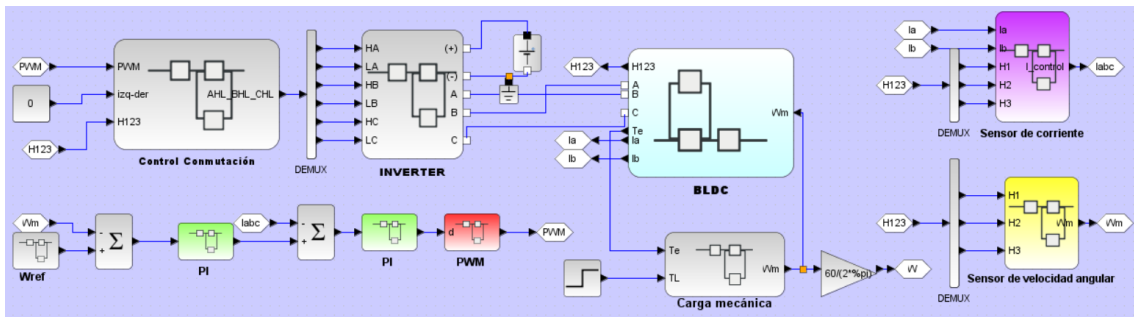 PWM
0
H123
PWM
izq-der
H123
AHL_BHL_CHL
Control Conmutación
DEMUX
HA
LA
HB
LB
HC
LC
(+)
(-)
A
B
C
INVERTER
H123
Ia
Ib
H123
A
B
C
Te
Ia
Ib
Wm
BLDC
Ia
Ib
H123
DEMUX
Ia
Ib
H1
H2
H3
I_control
Iabc
Sensor de corriente
Wm
Wref
-
+
Σ
PI
Iabc
-
+
Σ
PI
d
PWM
PWM
Te
TL
Wm
Carga mecánica
60/(2*%pi)
W
H123
DEMUX
H1
H2
H3
Wm
Wm
Sensor de velocidad angular